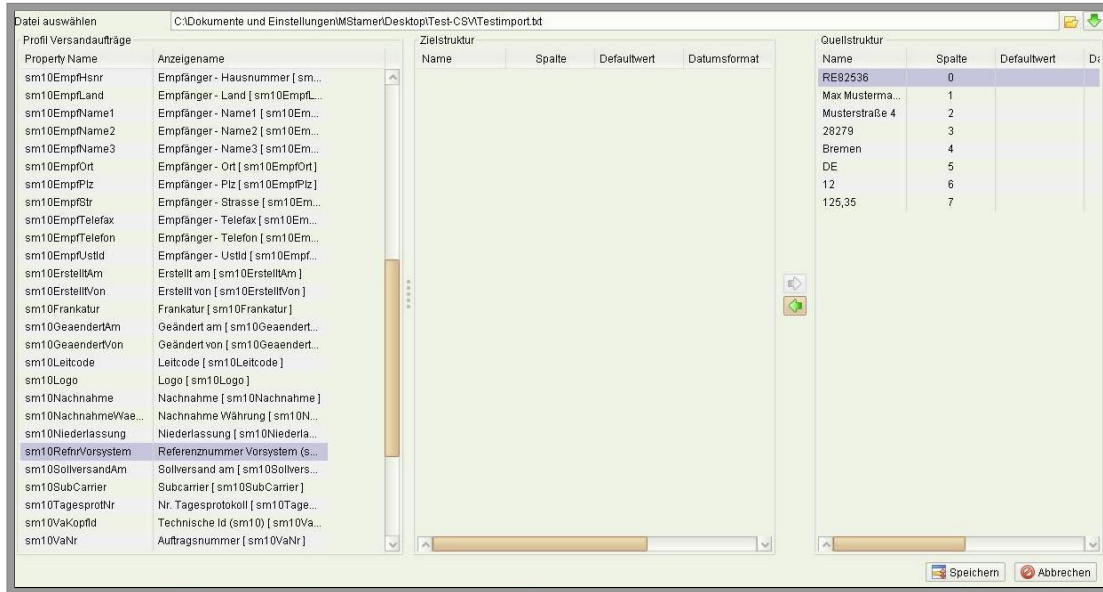 Datei auswählen C:\Dokumente und Einstellungen\MStamer\Desktop\Test-CSV\Testimport.txt
Profil Versandaufträge Zielstruktur Quellstruktur
Property Name Anzeigename Name Spalte Defaultwert Datumsformat Name Spalte Defaultwert Da
sm10EmpfHsnr Empfänger - Hausnummer [ sm... RE82536 0
sm10EmpfLand Empfänger - Land [ sm10EmpfL... Max Musterma... 1
sm10EmpfName1 Empfänger - Name1 [ sm10Em... Musterstraße 4 2
sm10EmpfName2 Empfänger - Name2 [ sm10Em... 28279 3
sm10EmpfName3 Empfänger - Name3 [ sm10Em... Bremen 4
sm10EmpfOrt Empfänger - Ort [ sm10EmpfOrt ] DE 5
sm10EmpfPlz Empfänger - Plz [ sm10EmpfPlz ] 12 6
sm10EmpfStr Empfänger - Strasse [ sm10Em... 125,35 7
sm10EmpfTelefax Empfänger - Telefax [ sm10Em...
sm10EmpfTelefon Empfänger - Telefon [ sm10Em...
sm10EmpfUstId Empfänger - UstId [ sm10Empf...
sm10ErstelltAm Erstellt am [ sm10ErstelltAm ]
sm10ErstelltVon Erstellt von [ sm10ErstelltVon ]
sm10Frankatur Frankatur [ sm10Frankatur ]
sm10GeaendertAm Geändert am [ sm10Geaendert...
sm10GeaendertVon Geändert von [ sm10Geaendert...
sm10Leitcode Leitcode [ sm10Leitcode ]
sm10Logo Logo [ sm10Logo ]
sm10Nachnahme Nachnahme [ sm10Nachnahme ]
sm10NachnahmeWae... Nachnahme Währung [ sm10N...
sm10Niederlassung Niederlassung [ sm10Niederla...
sm10RefnrVorsystem Referenznummer Vorsystem (s...
sm10SollversandAm Sollversand am [ sm10Sollvers...
sm10SubCarrier Subcarrier [ sm10SubCarrier ]
sm10TagesprotNr Nr. Tagesprotokoll [ sm10Tage...
sm10VaKopfId Technische Id (sm10) [ sm10Va...
sm10VaNr Auftragsnummer [ sm10VaNr ]
Speichern Abbrechen